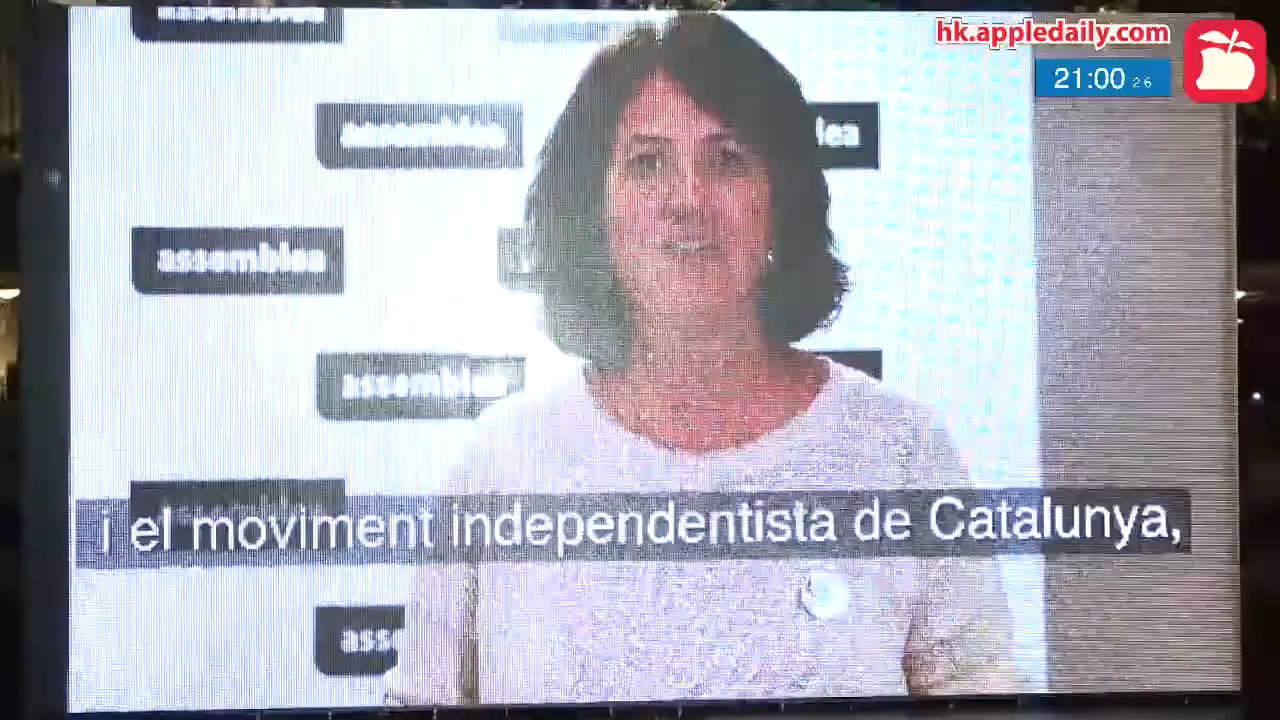 hk.appledaily.com
21:00 26
assemblea
assemblea
assemblea
i el moviment independentista de Catalunya,